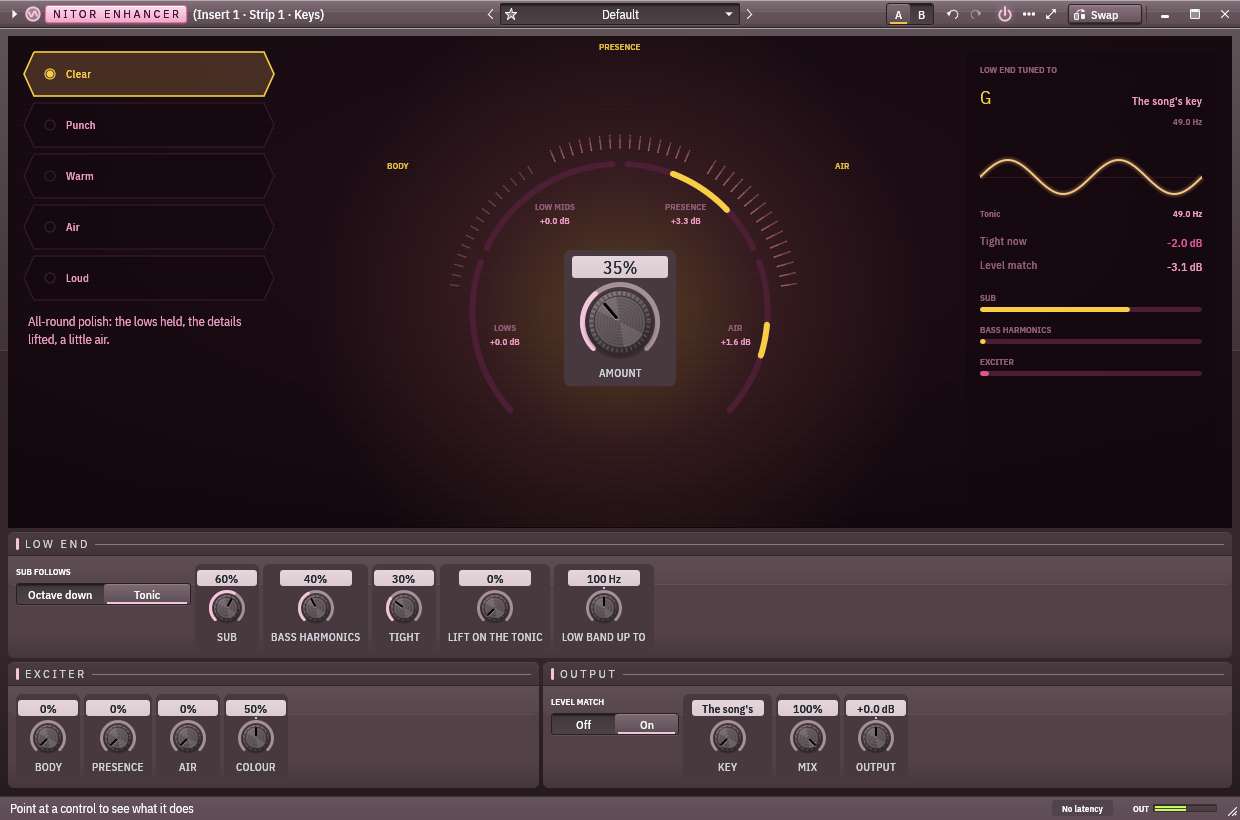 NITOR ENHANCER (Insert 1 · Strip 1 · Keys)
Default
A B
Swap
Clear
Punch
Warm
Air
Loud
All-round polish: the lows held, the details
lifted, a little air.
PRESENCE
BODY
AIR
LOW MIDS
+0.0 dB
PRESENCE
+3.3 dB
LOWS
+0.0 dB
AIR
+1.6 dB
35%
AMOUNT
LOW END TUNED TO
G
The song's key
49.0 Hz
Tonic
49.0 Hz
Tight now
-2.0 dB
Level match
-3.1 dB
SUB
BASS HARMONICS
EXCITER
LOW END
SUB FOLLOWS
Octave down
Tonic
60%
SUB
40%
BASS HARMONICS
30%
TIGHT
0%
LIFT ON THE TONIC
100 Hz
LOW BAND UP TO
EXCITER
0%
BODY
0%
PRESENCE
0%
AIR
50%
COLOUR
OUTPUT
LEVEL MATCH
Off
On
The song's
KEY
100%
MIX
+0.0 dB
OUTPUT
Point at a control to see what it does
No latency
OUT